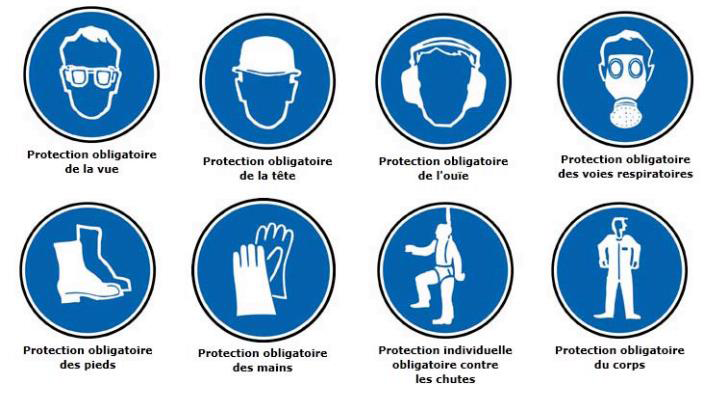 Protection obligatoire
de la vue
Protection obligatoire
de la tête
Protection obligatoire
de l'ouïe
Protection obligatoire
des voies respiratoires
Protection obligatoire
des pieds
Protection obligatoire
des mains
Protection individuelle
obligatoire contre
les chutes
Protection obligatoire
du corps